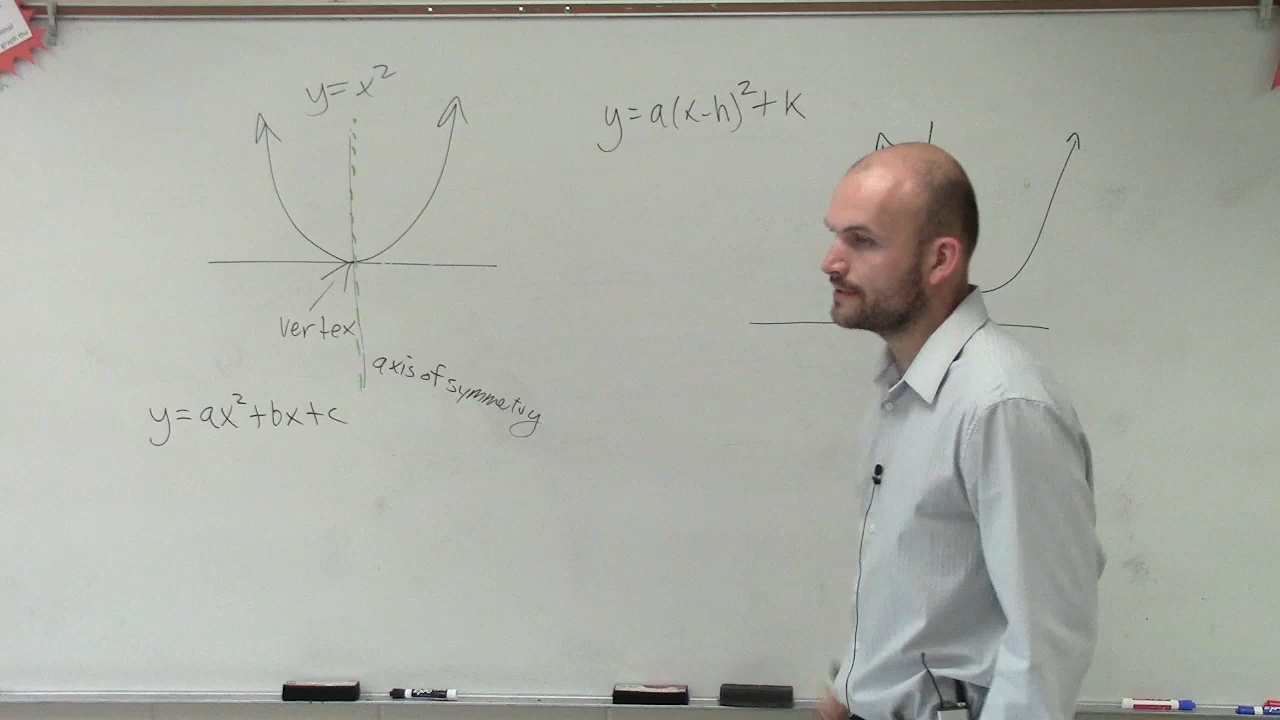 y=x²
y=a(x-h)²+k
vertex
axis of symmetry
y=ax²+bx+c